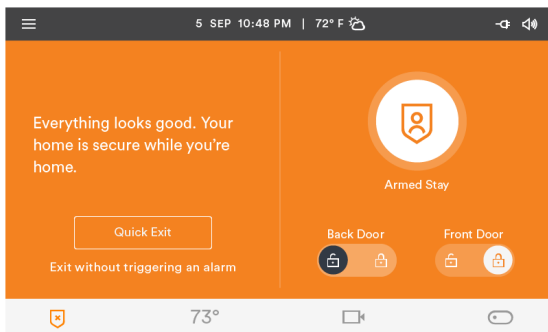 5 SEP 10:48 PM | 72° F
Everything looks good. Your
home is secure while you're
home.
Quick Exit
Exit without triggering an alarm
Armed Stay
Back Door
Front Door
73°